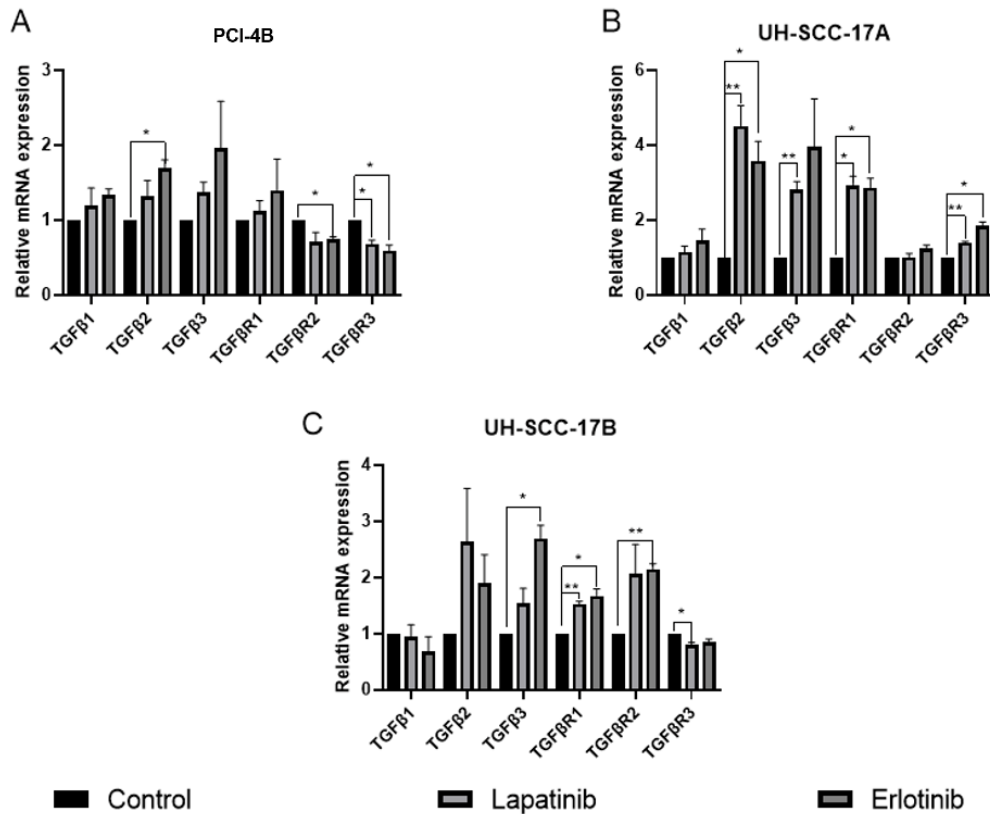 A
PCI-4B
Relative mRNA expression
3
2
1
0
*
*
*
*
TGFβ1
TGFβ2
TGFβ3
TGFβR1
TGFβR2
TGFβR3
B
UH-SCC-17A
Relative mRNA expression
6
4
2
0
*
**
**
*
*
*
**
TGFβ1
TGFβ2
TGFβ3
TGFβR1
TGFβR2
TGFβR3
C
UH-SCC-17B
Relative mRNA expression
4
3
2
1
0
*
*
**
**
*
TGFβ1
TGFβ2
TGFβ3
TGFβR1
TGFβR2
TGFβR3
Control
Lapatinib
Erlotinib